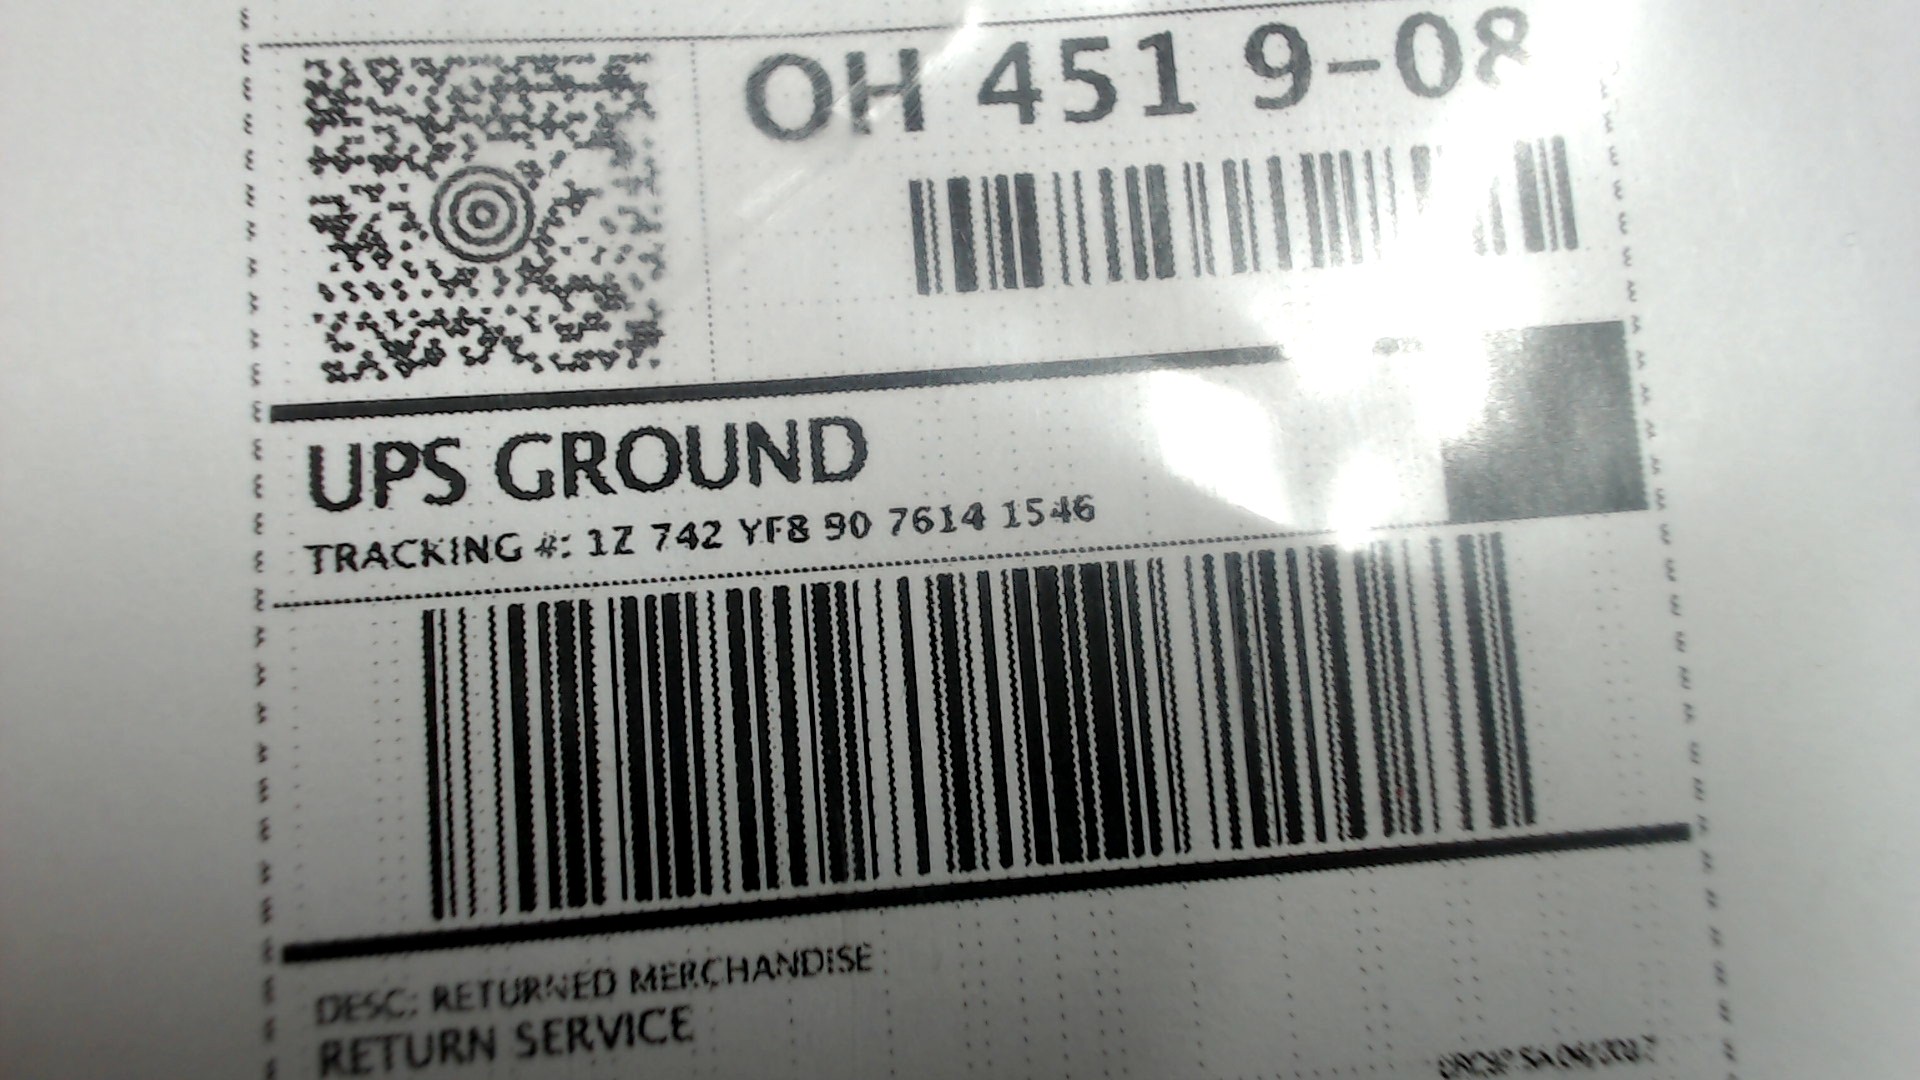 OH 451 9-08
UPS GROUND
TRACKING #: 1Z 742 YF8 90 7614 1546
DESC: RETURNED MERCHANDISE
RETURN SERVICE